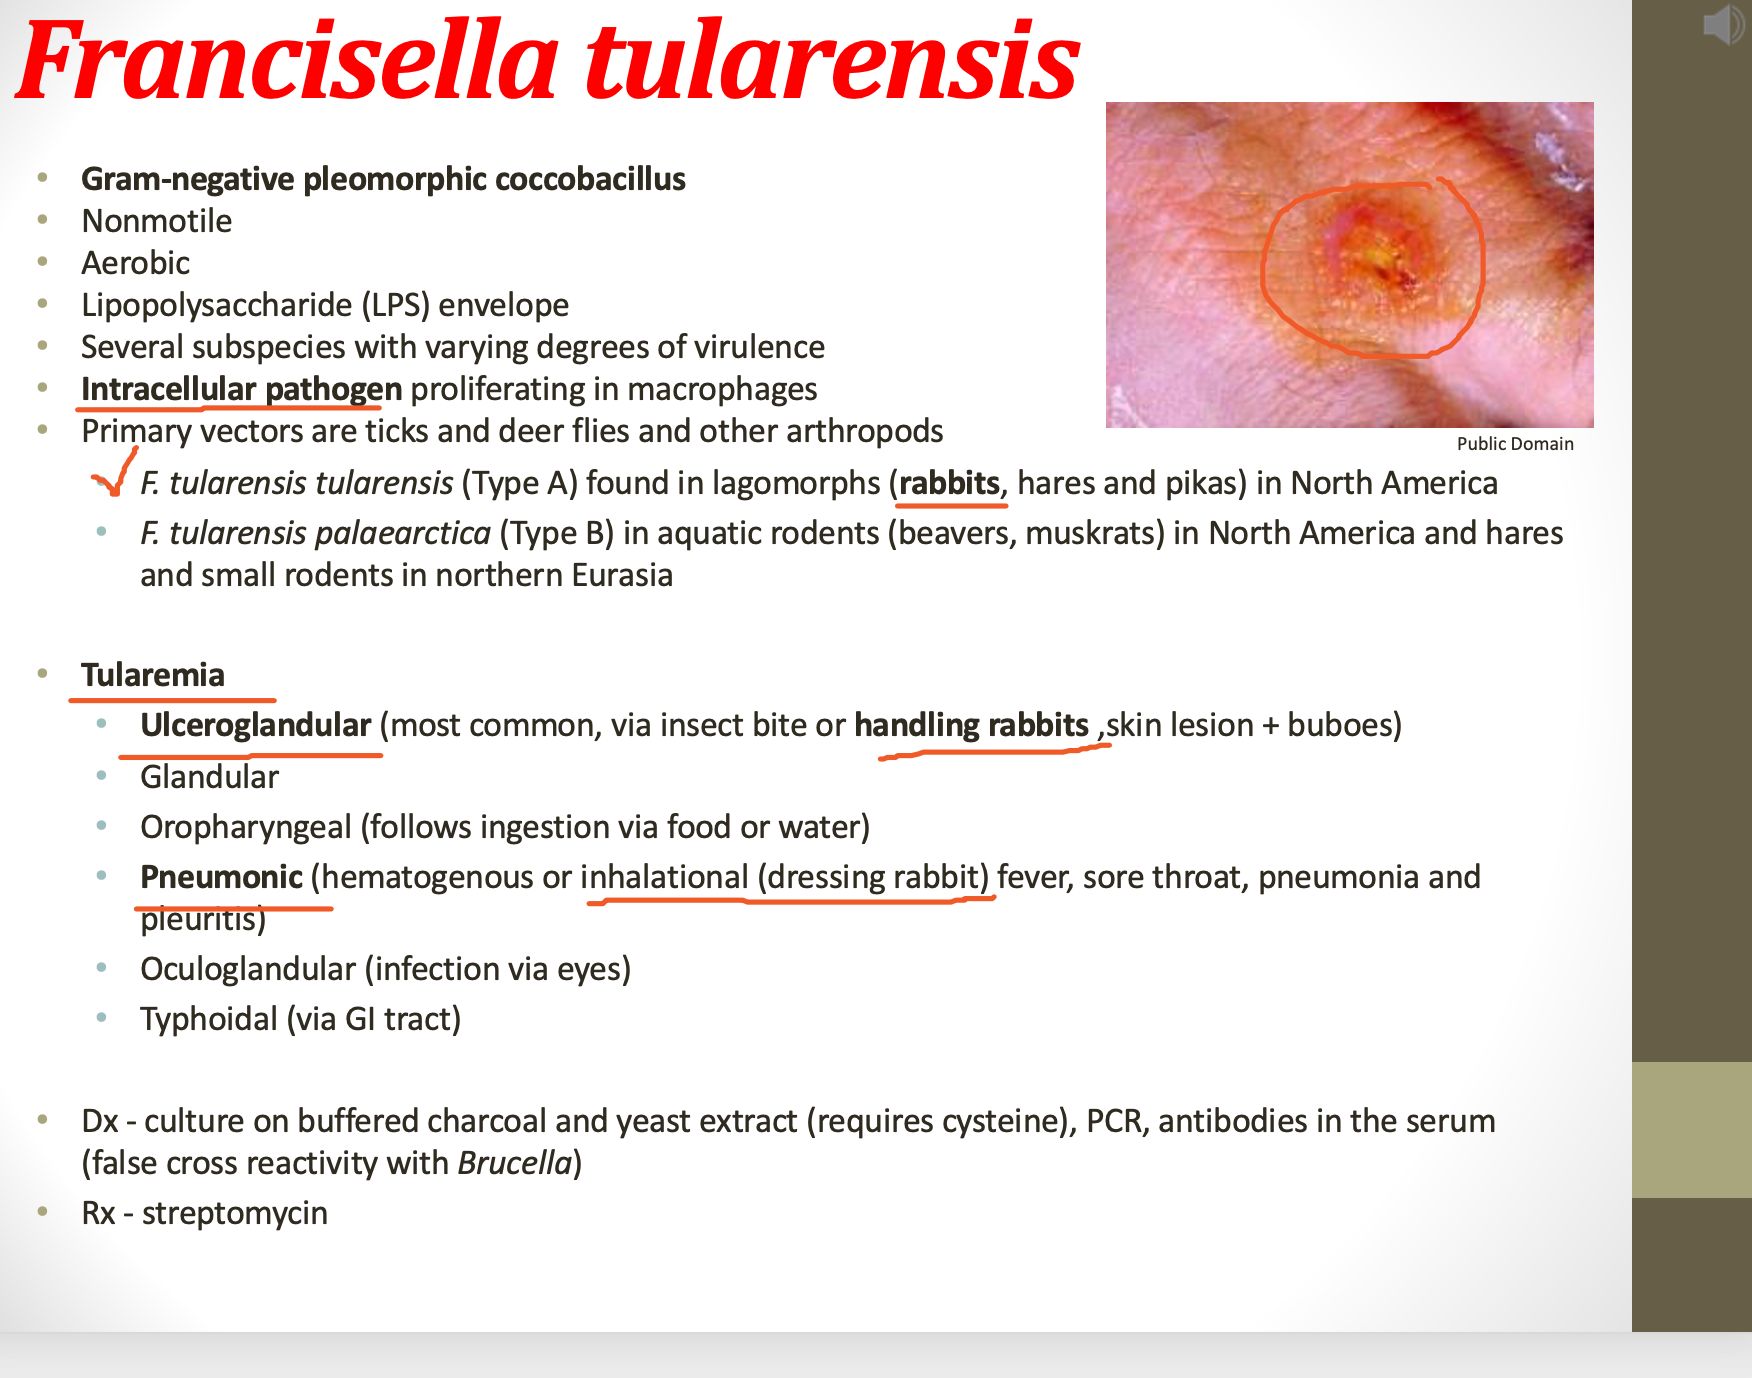 Francisella tularensis
• Gram-negative pleomorphic coccobacillus
• Nonmotile
• Aerobic
• Lipopolysaccharide (LPS) envelope
• Several subspecies with varying degrees of virulence
• Intracellular pathogen proliferating in macrophages
• Primary vectors are ticks and deer flies and other arthropods
Public Domain
• F. tularensis tularensis (Type A) found in lagomorphs (rabbits, hares and pikas) in North America
• F. tularensis palaearctica (Type B) in aquatic rodents (beavers, muskrats) in North America and hares
and small rodents in northern Eurasia
• Tularemia
• Ulceroglandular (most common, via insect bite or handling rabbits ,skin lesion + buboes)
• Glandular
• Oropharyngeal (follows ingestion via food or water)
• Pneumonic (hematogenous or inhalational (dressing rabbit) fever, sore throat, pneumonia and
pleuritis)
• Oculoglandular (infection via eyes)
• Typhoidal (via GI tract)
• Dx - culture on buffered charcoal and yeast extract (requires cysteine), PCR, antibodies in the serum
(false cross reactivity with Brucella)
• Rx - streptomycin